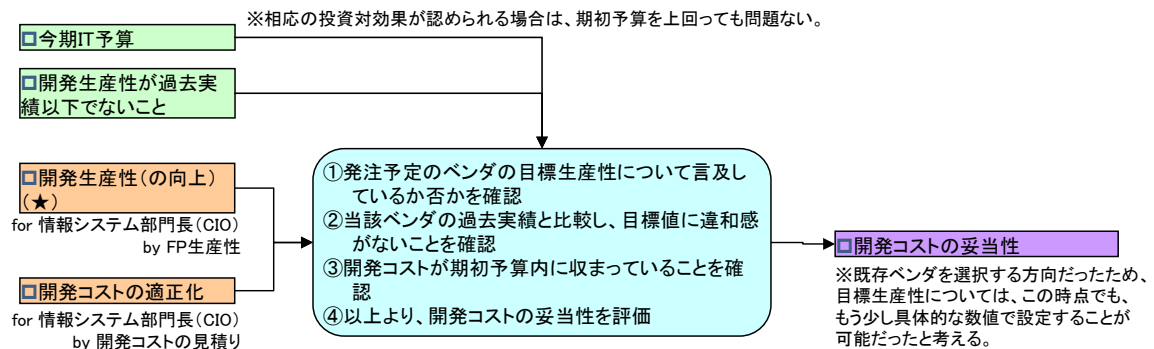 ※相応の投資対効果が認められる場合は、期初予算を上回っても問題ない。
今期IT予算
開発生産性が過去実
績以下でないこと
開発生産性(の向上)
(★)
for 情報システム部門長(CIO)
by FP生産性
開発コストの適正化
for 情報システム部門長(CIO)
by 開発コストの見積り
①発注予定のベンダの目標生産性について言及し
ているか否かを確認
②当該ベンダの過去実績と比較し、目標値に違和感
がないことを確認
③開発コストが期初予算内に収まっていることを確
認
④以上より、開発コストの妥当性を評価
開発コストの妥当性
※既存ベンダを選択する方向だったため、
目標生産性については、この時点でも、
もう少し具体的な数値で設定することが
可能だったと考える。